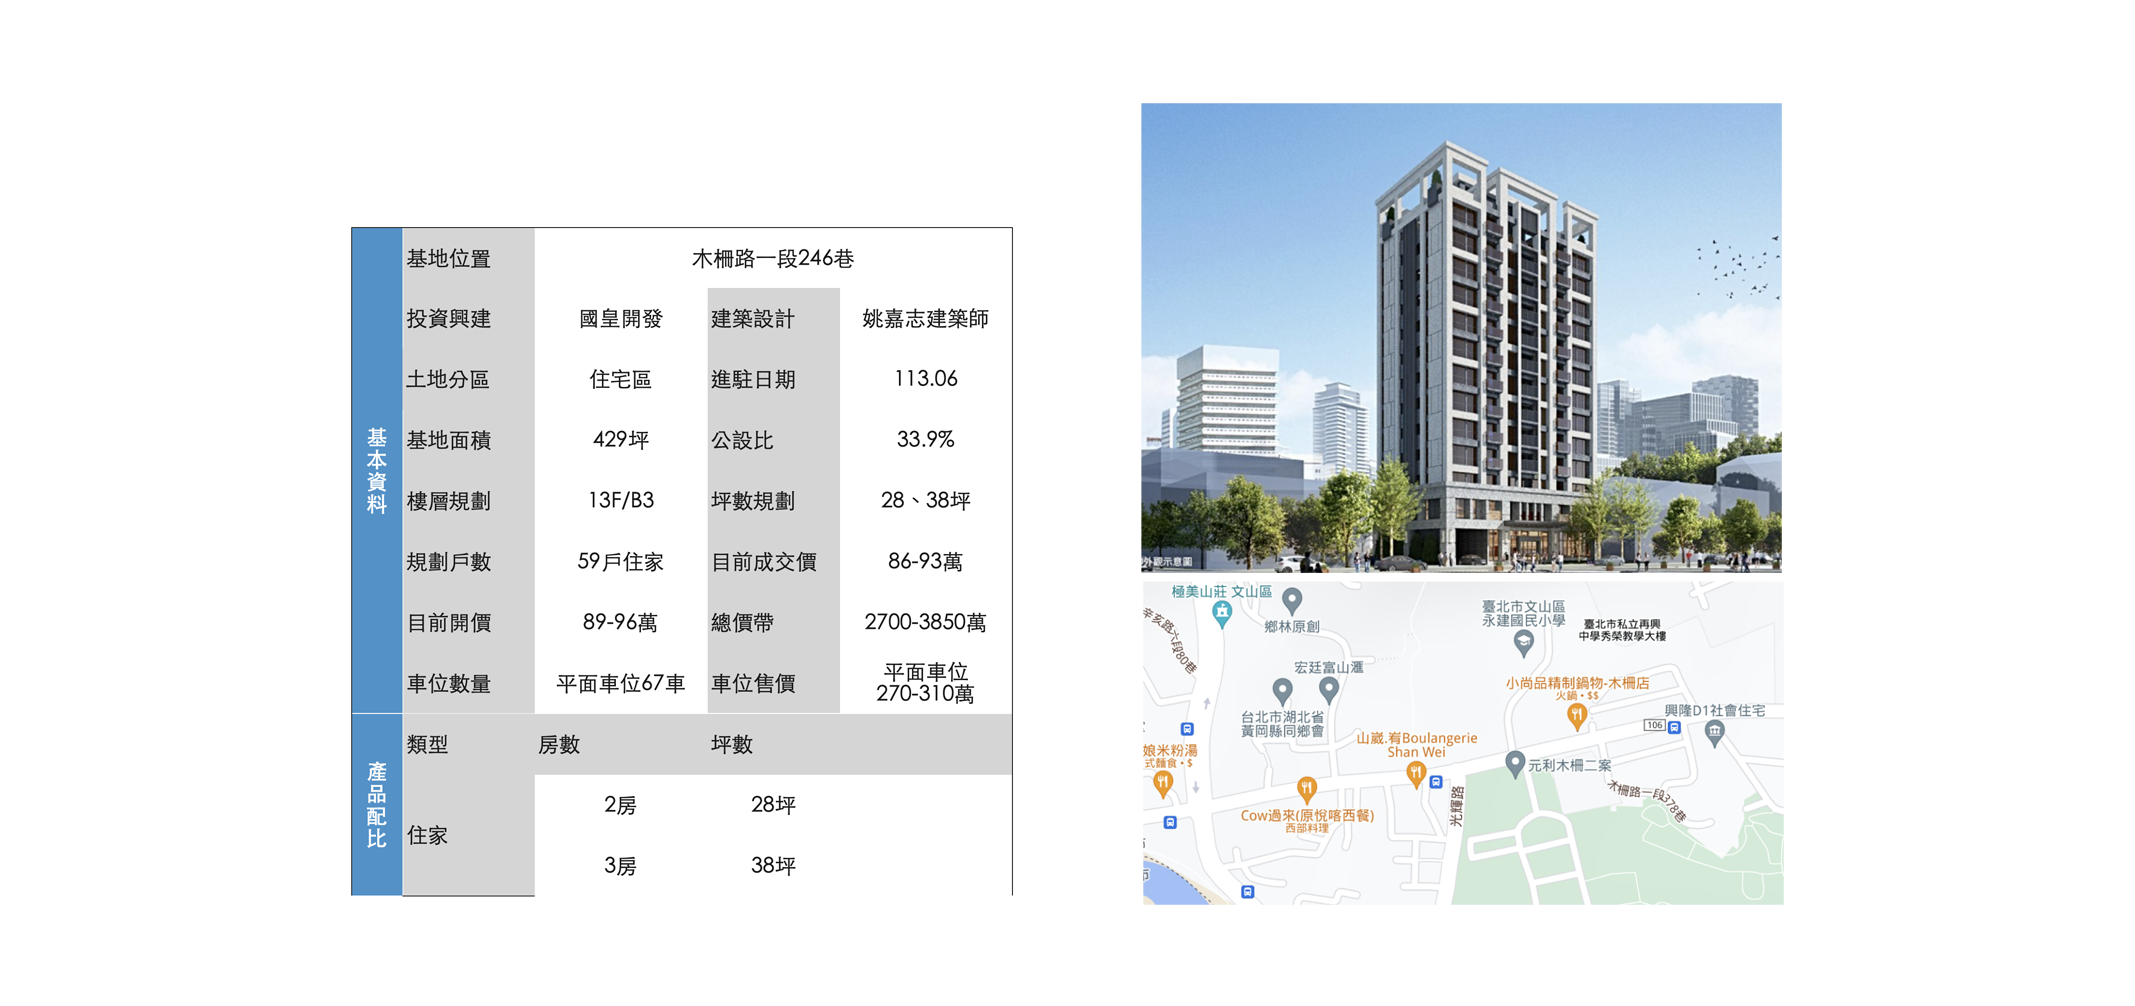 基本資料
基地位置
木柵路一段246巷
投資興建
國皇開發
建築設計
姚嘉志建築師
土地分區
住宅區
進駐日期
113.06
基地面積
429坪
公設比
33.9%
樓層規劃
13F/B3
坪數規劃
28、38坪
規劃戶數
59戶住家
目前成交價
86-93萬
目前開價
89-96萬
總價帶
2700-3850萬
車位數量
平面車位67車
車位售價
平面車位
270-310萬
產品配比
類型
房數
坪數
住家
2房
28坪
3房
38坪
外觀示意圖
極美山莊 文山區
鄉林原創
辛亥路六段80巷
臺北市文山區
永建國民小學
臺北市私立再興
中學秀榮教學大樓
宏廷富山滙
台北市湖北省
黃岡縣同鄉會
小尚品精制鍋物-木柵店
火鍋・$$
106
興隆D1社會住宅
山崴.宥Boulangerie
Shan Wei
娘米粉湯
式麵食・$
元利木柵二案
木柵路一段378巷
Cow過來(原悅喀西餐)
西部料理
光輝路